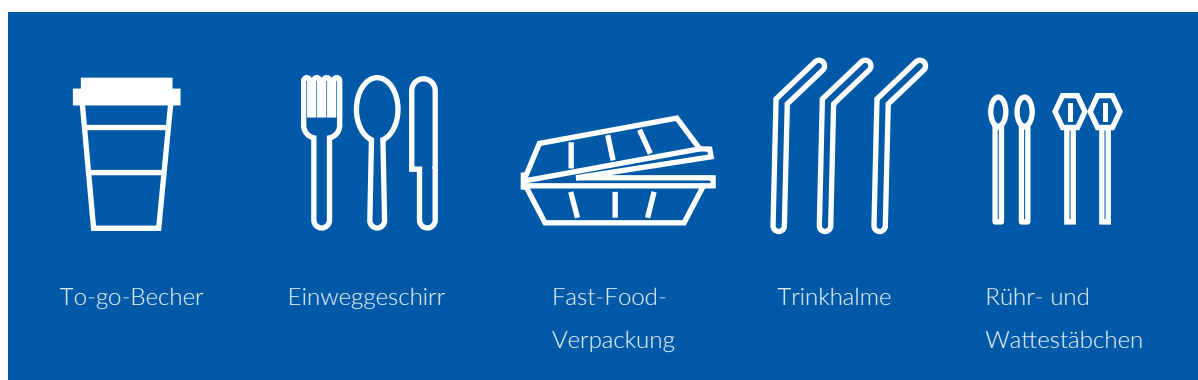 To-go-Becher
Einweggeschirr
Fast-Food-
Verpackung
Trinkhalme
Rühr- und
Wattestäbchen